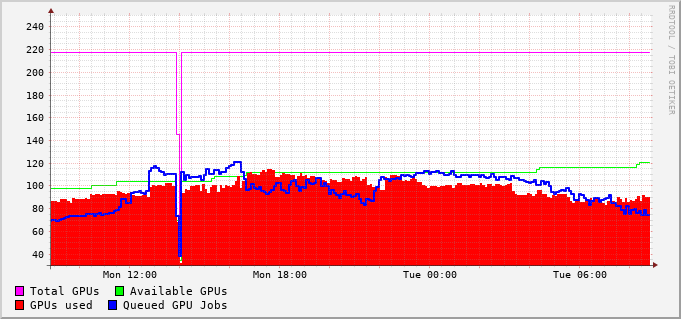 240
220
200
180
160
140
120
100
80
60
40
Mon 12:00 Mon 18:00 Tue 00:00 Tue 06:00
Total GPUs Available GPUs
GPUs used Queued GPU Jobs
RRDTOOL / TOBI OETIKER